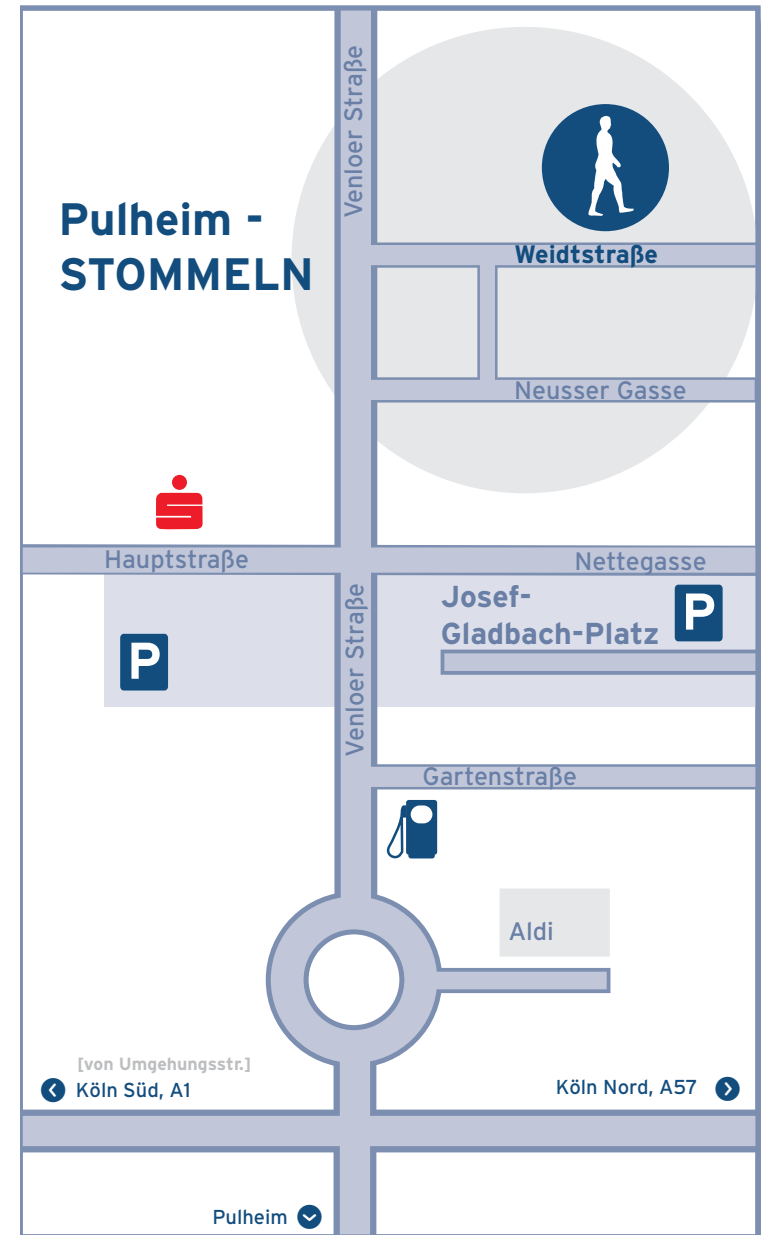 Venloer Straße
Pulheim -
STOMMELN
Weidtstraße
Neusser Gasse
Hauptstraße
Nettegasse
Josef-
Gladbach-Platz
P
P
Venloer Straße
Gartenstraße
Aldi
[von Umgehungsstr.]
Köln Süd, A1
Köln Nord, A57
Pulheim